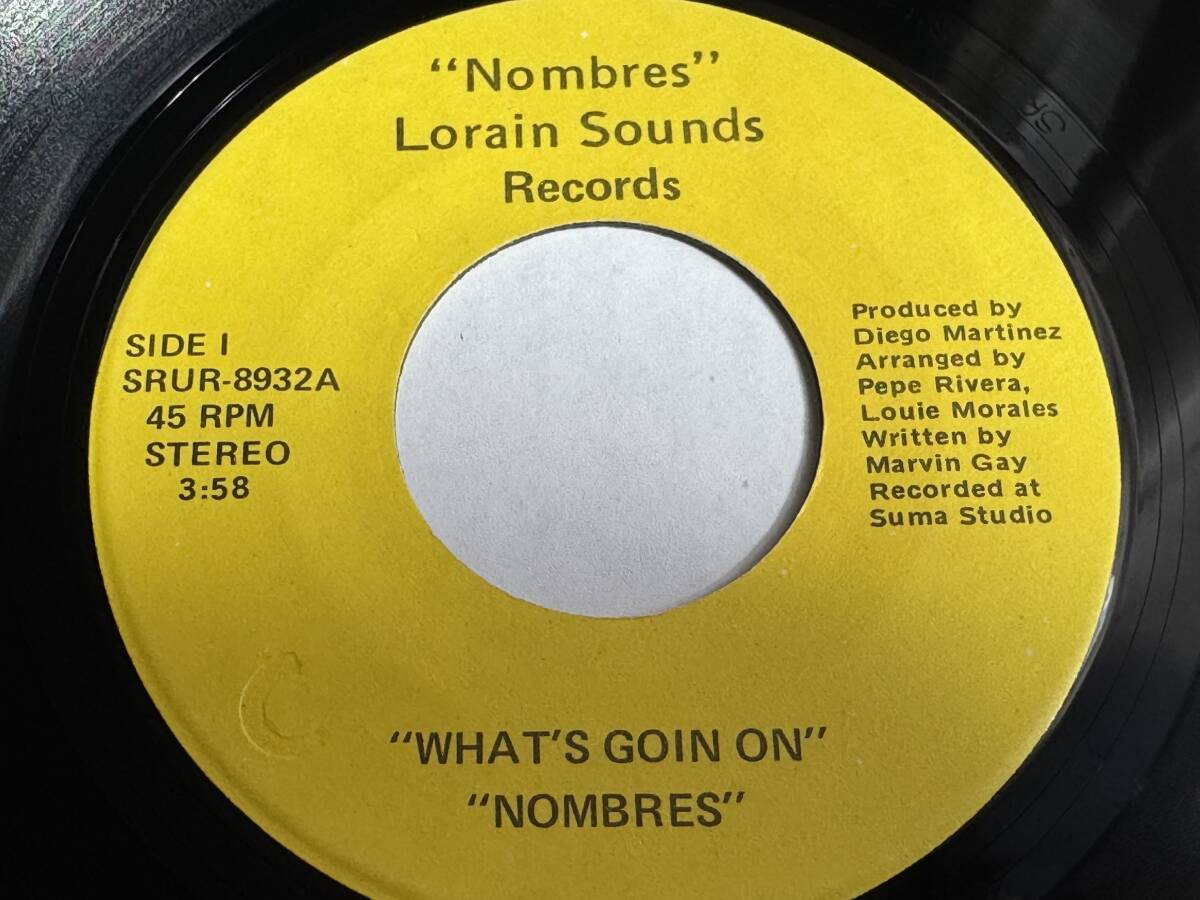 “Nombres”
Lorain Sounds
Records
SIDE I
SRUR-8932A
45 RPM
STEREO
3:58
Produced by
Diego Martinez
Arranged by
Pepe Rivera,
Louie Morales
Written by
Marvin Gay
Recorded at
Suma Studio
“WHAT'S GOIN ON”
“NOMBRES”